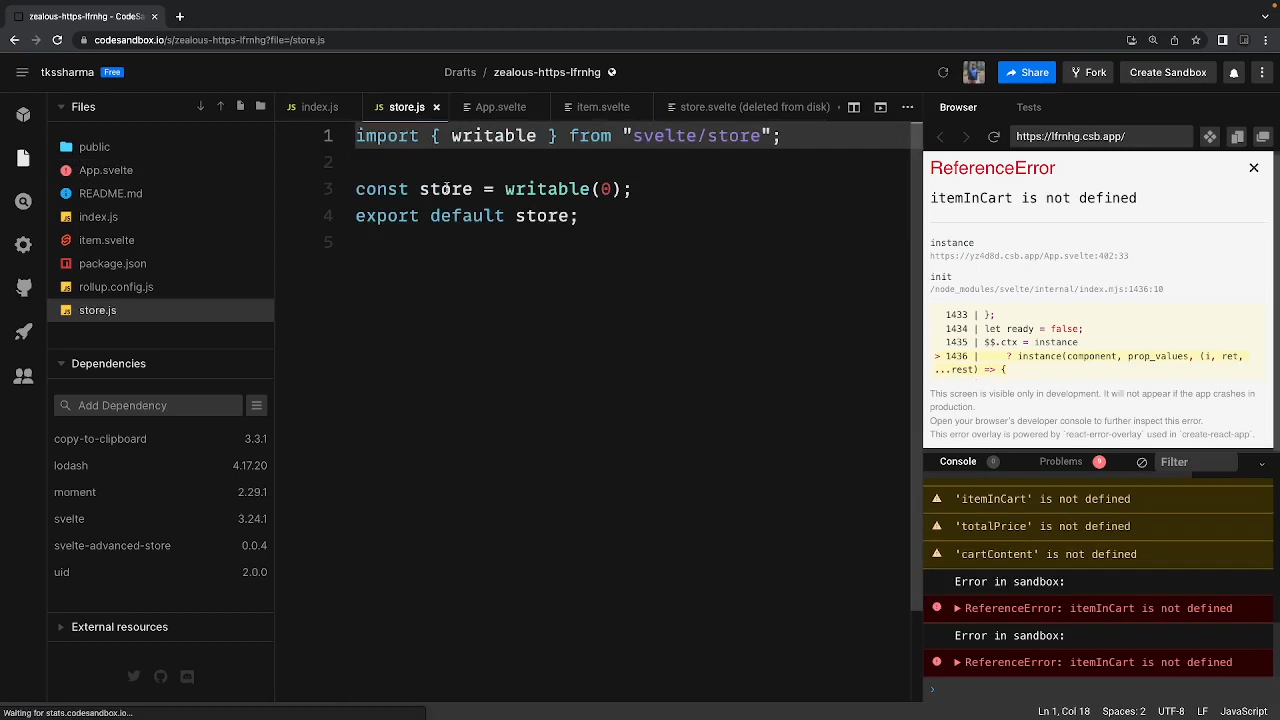 zealous-https-lfrnhg - CodeSa
codesandbox.io/s/zealous-https-lfrnhg?file=/store.js
tkssharma Free
Drafts / zealous-https-lfrnhg
Share
Fork
Create Sandbox
Files
index.js
store.js
App.svelte
item.svelte
store.svelte (deleted from disk)
Browser
Tests
public
App.svelte
README.md
index.js
item.svelte
package.json
rollup.config.js
store.js
Dependencies
Add Dependency
copy-to-clipboard 3.3.1
lodash 4.17.20
moment 2.29.1
svelte 3.24.1
svelte-advanced-store 0.0.4
uid 2.0.0
External resources
1 import { writable } from "svelte/store";
2
3 const store = writable(0);
4 export default store;
5
https://lfrnhg.csb.app/
ReferenceError
itemInCart is not defined
instance
https://yz4d8d.csb.app/App.svelte:402:33
init
/node_modules/svelte/internal/index.mjs:1436:10
1433 | };
1434 | let ready = false;
1435 | $$.ctx = instance
> 1436 | ? instance(component, prop_values, (i, ret,
...rest) => {
This screen is visible only in development. It will not appear if the app crashes in
production.
Open your browser's developer console to further inspect this error.
This error overlay is powered by `react-error-overlay` used in `create-react-app`.
Console 0 Problems 9 Filter
'itemInCart' is not defined
'totalPrice' is not defined
'cartContent' is not defined
Error in sandbox:
ReferenceError: itemInCart is not defined
Error in sandbox:
ReferenceError: itemInCart is not defined
Waiting for stats.codesandbox.io...
Ln 1, Col 18 Spaces: 2 UTF-8 LF JavaScript